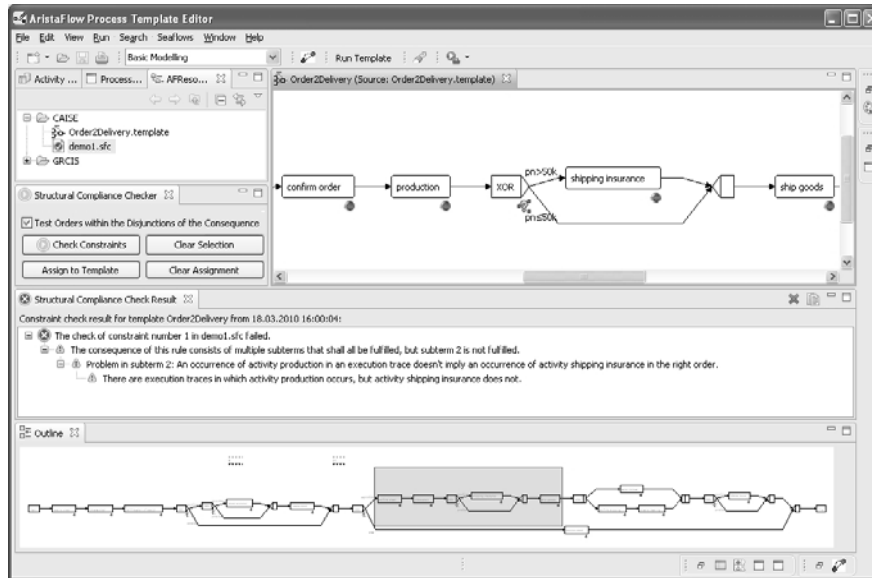 AristaFlow Process Template Editor
File Edit View Run Search Seaflows Window Help
Basic Modelling
Run Template
Activity ...
Process...
AFReso...
Order2Delivery (Source: Order2Delivery.template)
CAISE
Order2Delivery.template
demo1.sfc
GRCIS
confirm order
production
XOR
pn>50k
shipping insurance
pn≤50k
ship goods
Structural Compliance Checker
Test Orders within the Disjunctions of the Consequence
Check Constraints
Clear Selection
Assign to Template
Clear Assignment
Structural Compliance Check Result
Constraint check result for template Order2Delivery from 18.03.2010 16:00:04:
The check of constraint number 1 in demo1.sfc failed.
The consequence of this rule consists of multiple subterms that shall all be fulfilled, but subterm 2 is not fulfilled.
Problem in subterm 2: An occurrence of activity production in an execution trace doesn't imply an occurrence of activity shipping insurance in the right order.
There are execution traces in which activity production occurs, but activity shipping insurance does not.
Outline